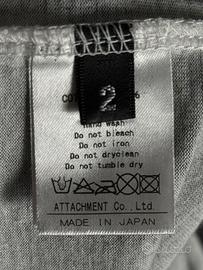 2
Hand wash
Do not bleach
Do not iron
Do not dryclean
Do not tumble dry
ATTACHMENT Co., Ltd.
MADE IN JAPAN